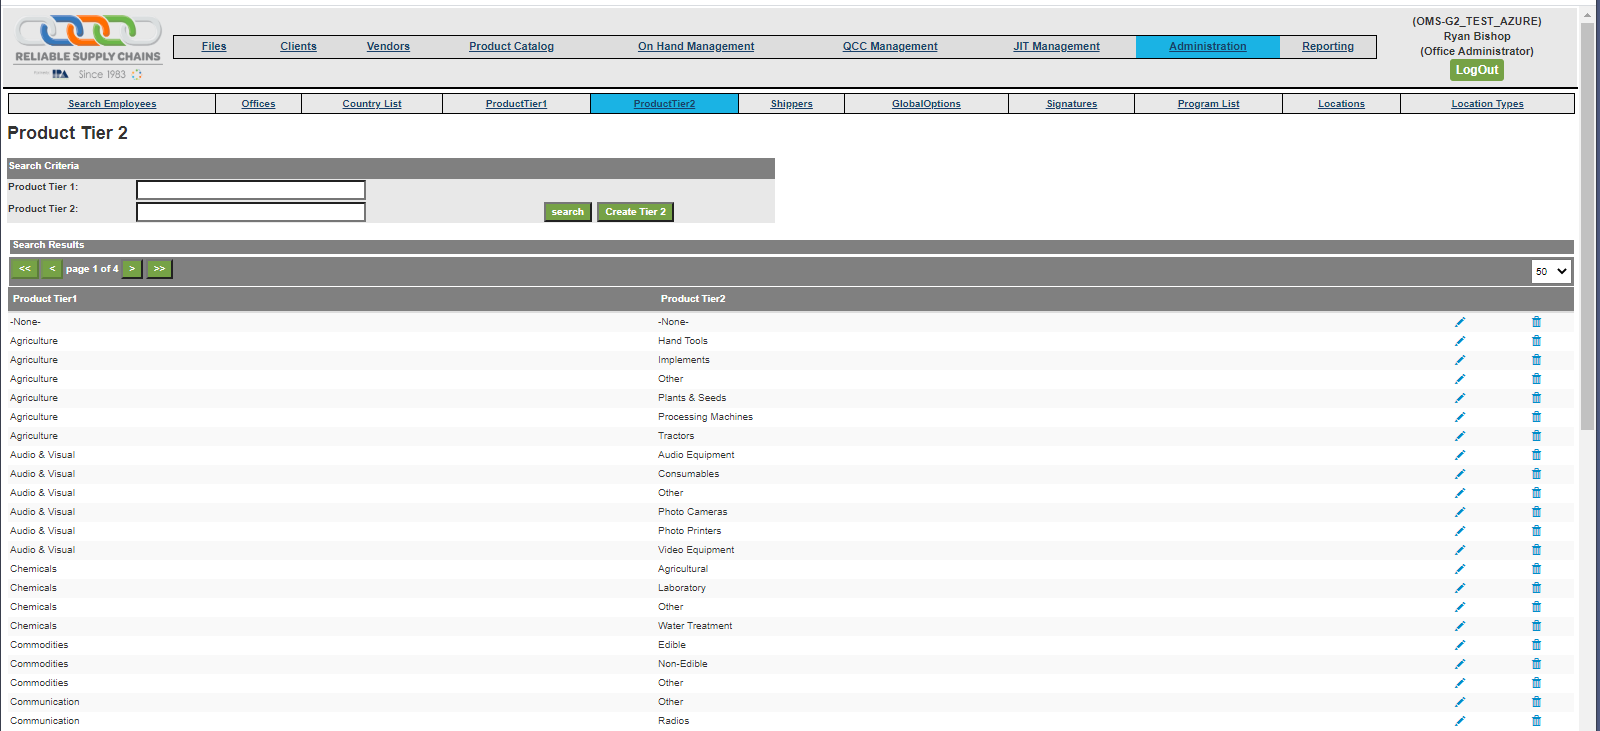 RELIABLE SUPPLY CHAINS
IPA Since 1983
Files Clients Vendors Product Catalog On Hand Management QCC Management JIT Management Administration Reporting
(OMS-G2_TEST_AZURE)
Ryan Bishop
(Office Administrator)
LogOut
Search Employees Offices Country List ProductTier1 ProductTier2 Shippers GlobalOptions Signatures Program List Locations Location Types
Product Tier 2
Search Criteria
Product Tier 1:
Product Tier 2: search Create Tier 2
Search Results
<< < page 1 of 4 > >> 50
Product Tier1 Product Tier2
-None- -None-
Agriculture Hand Tools
Agriculture Implements
Agriculture Other
Agriculture Plants & Seeds
Agriculture Processing Machines
Agriculture Tractors
Audio & Visual Audio Equipment
Audio & Visual Consumables
Audio & Visual Other
Audio & Visual Photo Cameras
Audio & Visual Photo Printers
Audio & Visual Video Equipment
Chemicals Agricultural
Chemicals Laboratory
Chemicals Other
Chemicals Water Treatment
Commodities Edible
Commodities Non-Edible
Commodities Other
Communication Other
Communication Radios